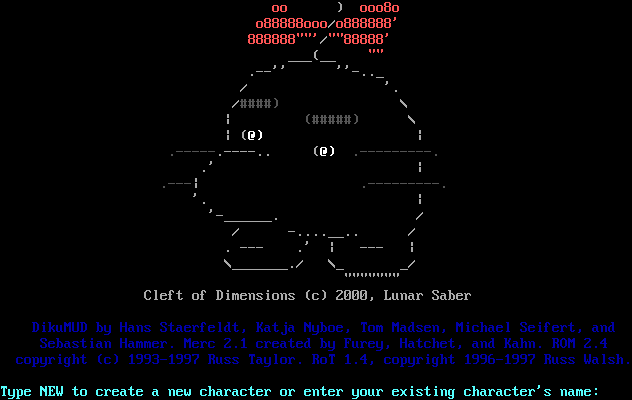 Cleft of Dimensions (c) 2000, Lunar Saber
DikuMUD by Hans Staerfeldt, Katja Nyboe, Tom Madsen, Michael Seifert, and
Sebastian Hammer. Merc 2.1 created by Furey, Hatchet, and Kahn. ROM 2.4
copyright (c) 1993-1997 Russ Taylor. RoT 1.4, copyright 1996-1997 Russ Walsh.
Type NEW to create a new character or enter your existing character's name: